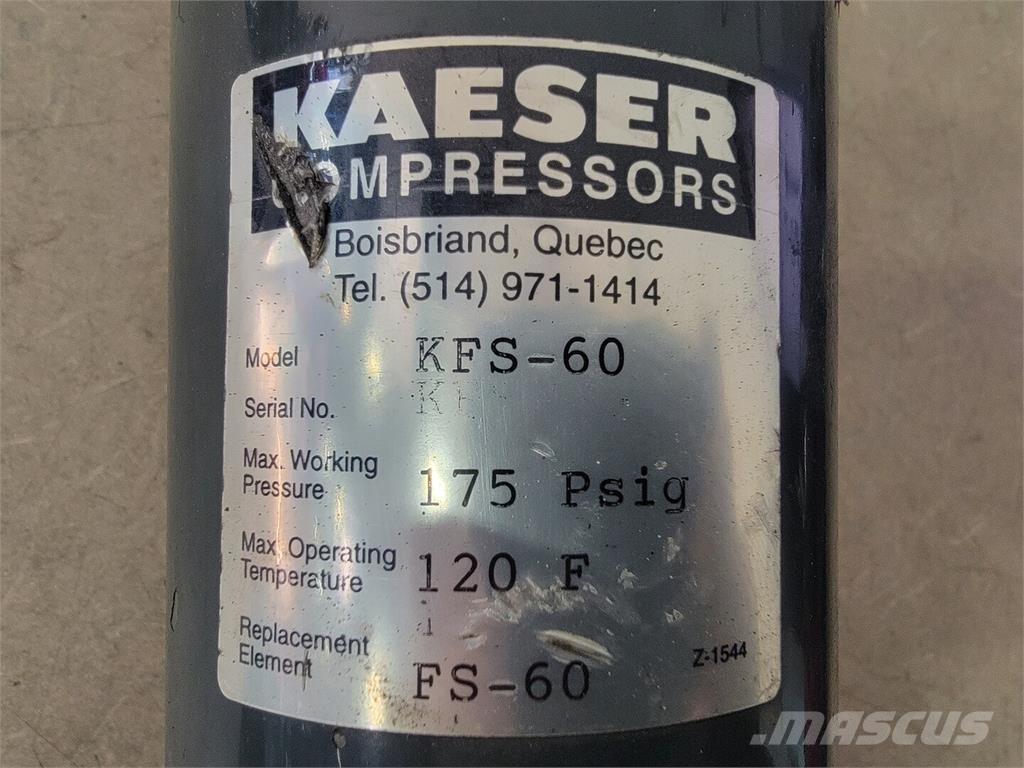 KAESER
COMPRESSORS
Boisbriand, Quebec
Tel. (514) 971-1414
Model KFS-60
Serial No.
Max. Working
Pressure 175 Psig
Max. Operating
Temperature 120 F
Replacement
Element FS-60
Z-1544
MASCUS